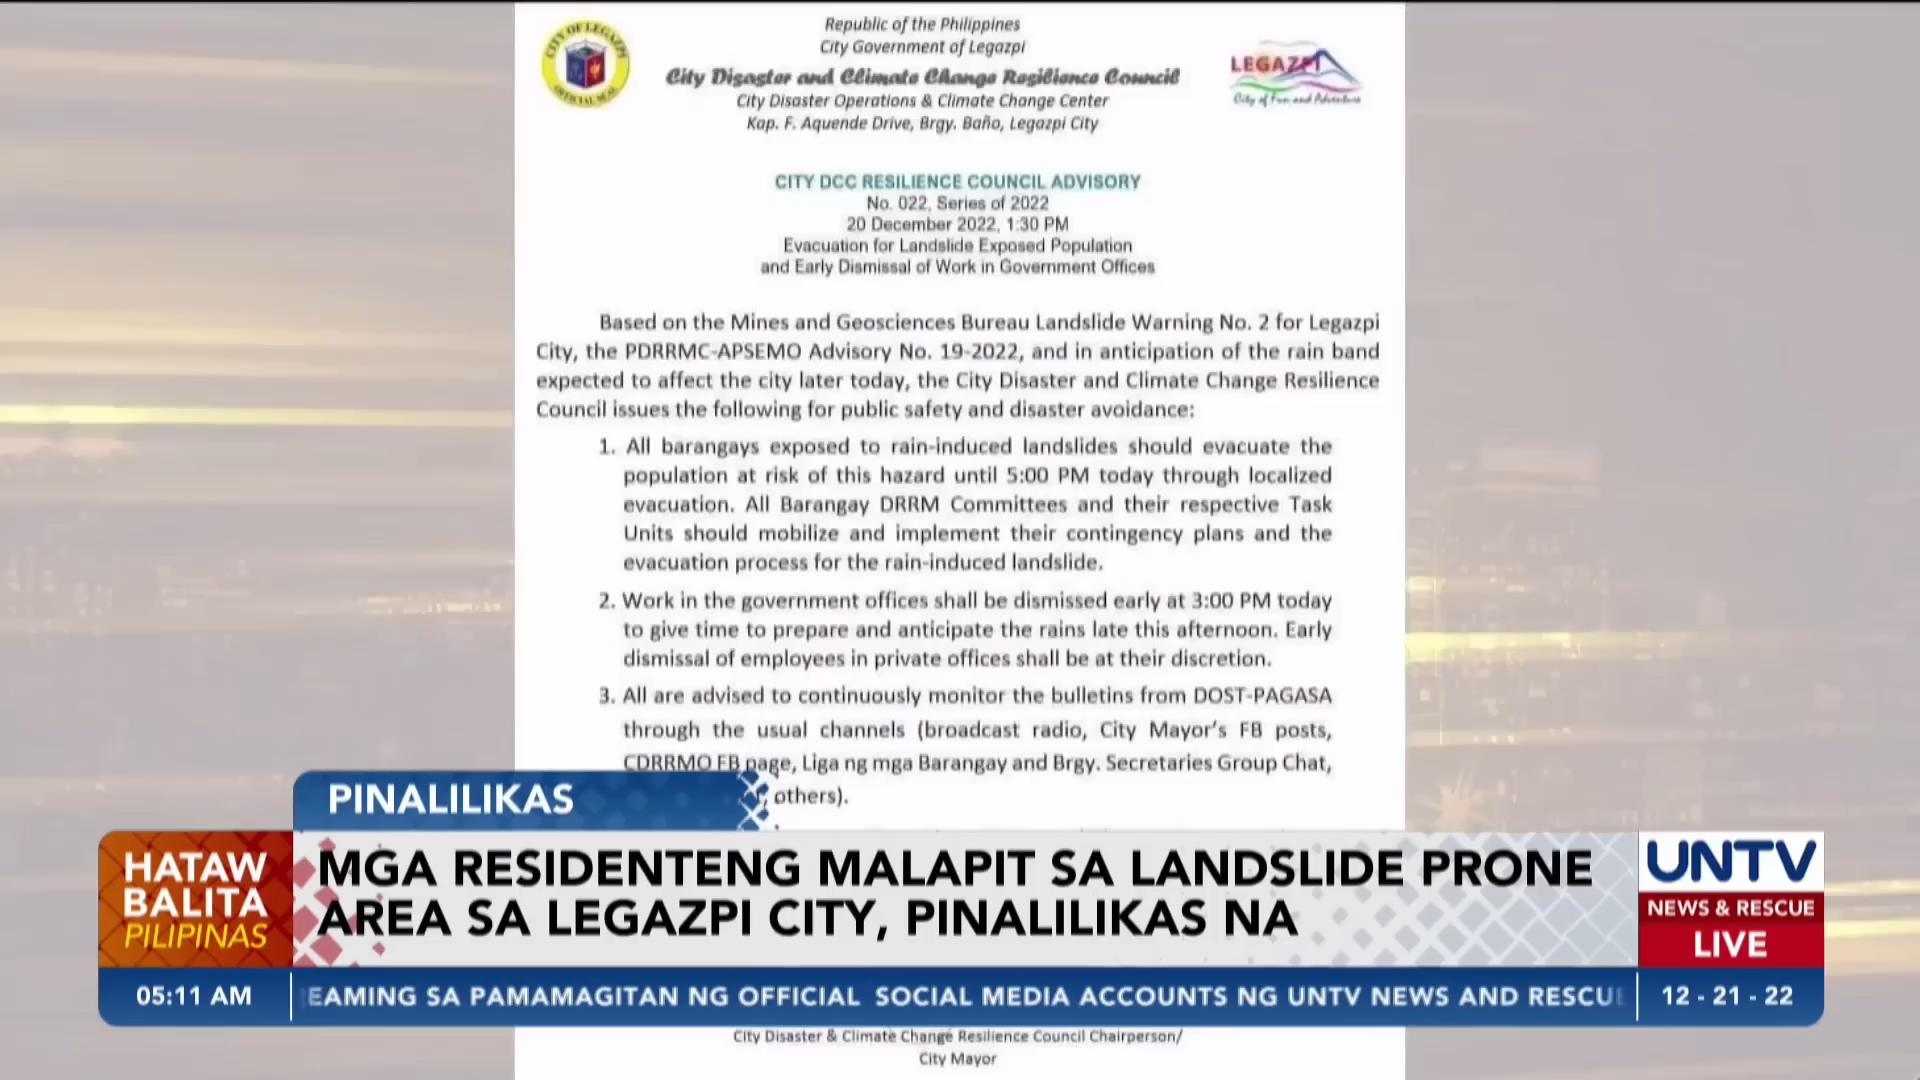 CITY OF LEGAZPI
OFFICIAL SEAL
Republic of the Philippines
City Government of Legazpi
City Disaster and Climate Change Resilience Council
City Disaster Operations & Climate Change Center
Kap. F. Aquende Drive, Brgy. Baño, Legazpi City
LEGAZPI
City of Fun and Adventure
CITY DCC RESILIENCE COUNCIL ADVISORY
No. 022, Series of 2022
20 December 2022, 1:30 PM
Evacuation for Landslide Exposed Population
and Early Dismissal of Work in Government Offices
Based on the Mines and Geosciences Bureau Landslide Warning No. 2 for Legazpi
City, the PDRRMC-APSEMO Advisory No. 19-2022, and in anticipation of the rain band
expected to affect the city later today, the City Disaster and Climate Change Resilience
Council issues the following for public safety and disaster avoidance:
1. All barangays exposed to rain-induced landslides should evacuate the
population at risk of this hazard until 5:00 PM today through localized
evacuation. All Barangay DRRM Committees and their respective Task
Units should mobilize and implement their contingency plans and the
evacuation process for the rain-induced landslide.
2. Work in the government offices shall be dismissed early at 3:00 PM today
to give time to prepare and anticipate the rains late this afternoon. Early
dismissal of employees in private offices shall be at their discretion.
3. All are advised to continuously monitor the bulletins from DOST-PAGASA
through the usual channels (broadcast radio, City Mayor's FB posts,
CDRRMO FB page, Liga ng mga Barangay and Brgy. Secretaries Group Chat,
others).
PINALILIKAS
HATAW
BALITA
PILIPINAS
MGA RESIDENTENG MALAPIT SA LANDSLIDE PRONE
AREA SA LEGAZPI CITY, PINALILIKAS NA
UNTV
NEWS & RESCUE
LIVE
05:11 AM
EAMING SA PAMAMAGITAN NG OFFICIAL SOCIAL MEDIA ACCOUNTS NG UNTV NEWS AND RESCU
12 - 21 - 22
City Disaster & Climate Change Resilience Council Chairperson/
City Mayor